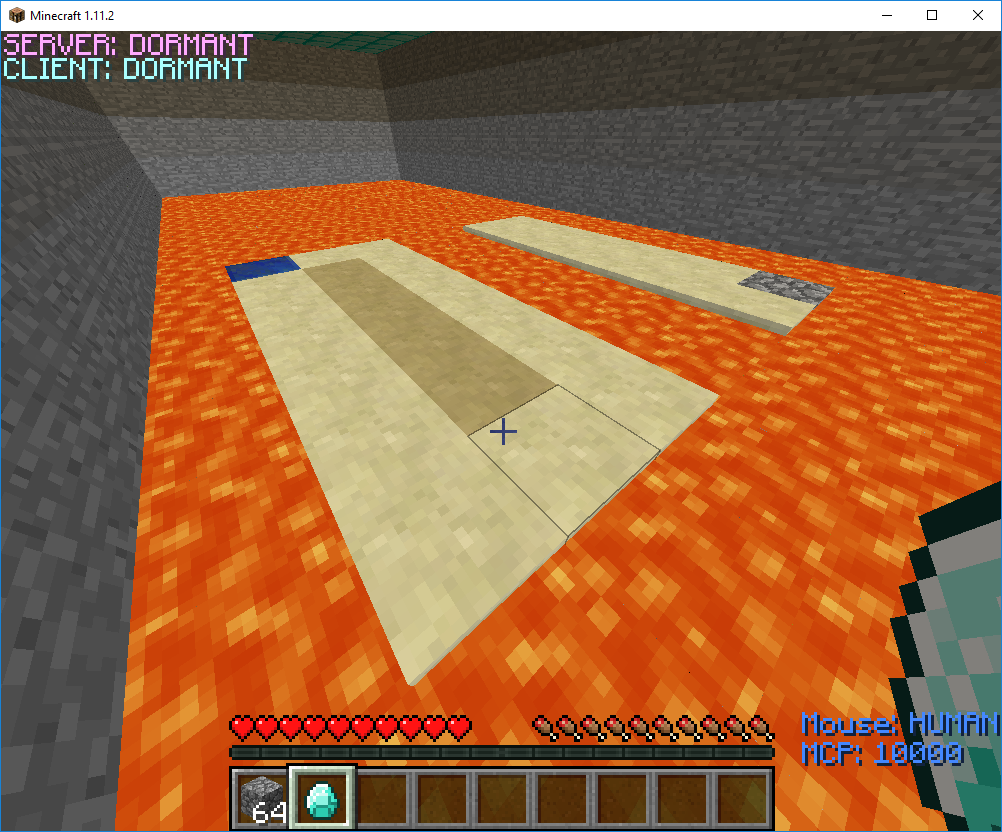 Minecraft 1.11.2
SERVER: DORMANT
CLIENT: DORMANT
Mouse: HUMAN
MCP: 10000
64